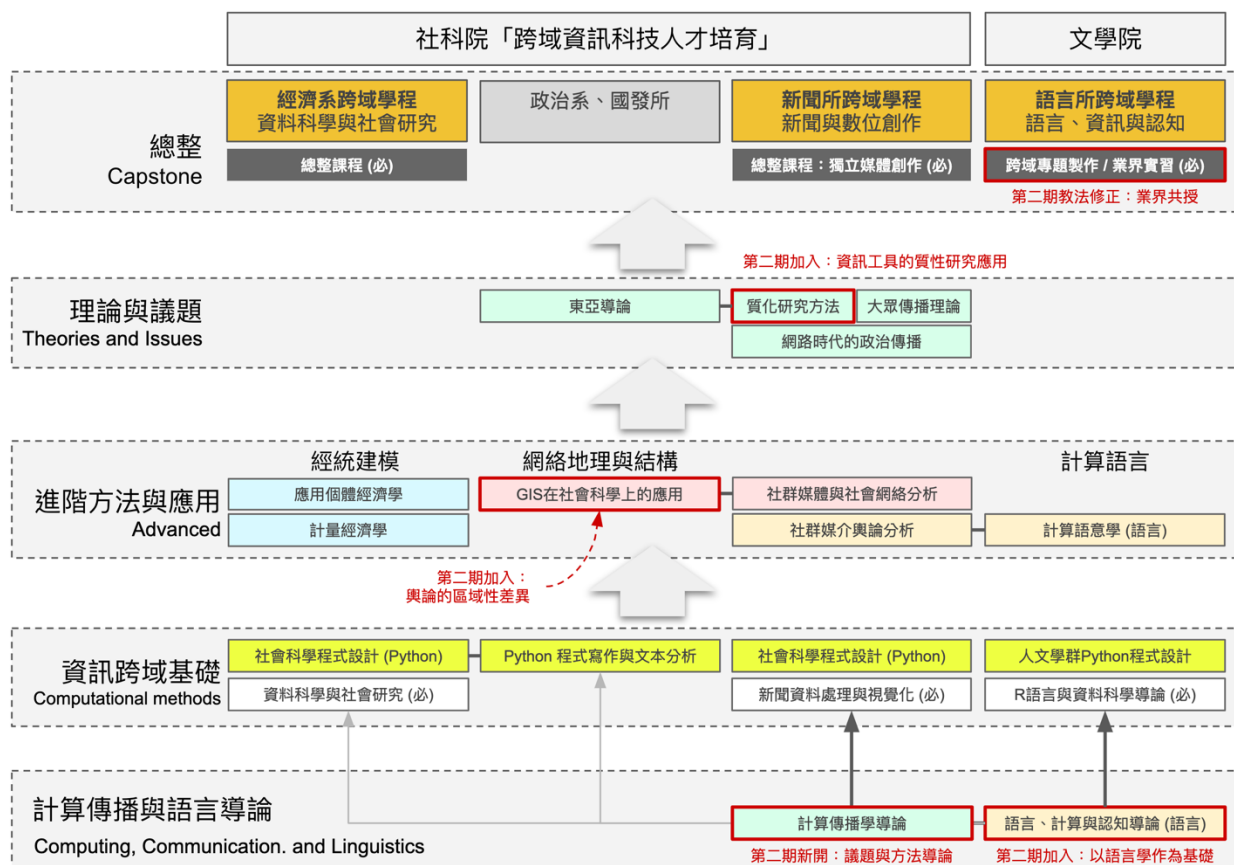 社科院「跨域資訊科技人才培育」
文學院
總整
Capstone
經濟系跨域學程
資料科學與社會研究
政治系、國發所
新聞所跨域學程
新聞與數位創作
語言所跨域學程
語言、資訊與認知
總整課程 (必)
總整課程：獨立媒體創作 (必)
跨域專題製作 / 業界實習 (必)
第二期教法修正：業界共授
第二期加入：資訊工具的質性研究應用
理論與議題
Theories and Issues
東亞導論
質化研究方法
大眾傳播理論
網路時代的政治傳播
進階方法與應用
Advanced
經統建模
網絡地理與結構
計算語言
應用個體經濟學
GIS在社會科學上的應用
社群媒體與社會網絡分析
計量經濟學
社群媒介輿論分析
計算語意學 (語言)
第二期加入：
輿論的區域性差異
資訊跨域基礎
Computational methods
社會科學程式設計 (Python)
Python 程式寫作與文本分析
社會科學程式設計 (Python)
人文學群Python程式設計
資料科學與社會研究 (必)
新聞資料處理與視覺化 (必)
R語言與資料科學導論 (必)
計算傳播與語言導論
Computing, Communication. and Linguistics
計算傳播學導論
語言、計算與認知導論 (語言)
第二期新開：議題與方法導論
第二期加入：以語言學作為基礎